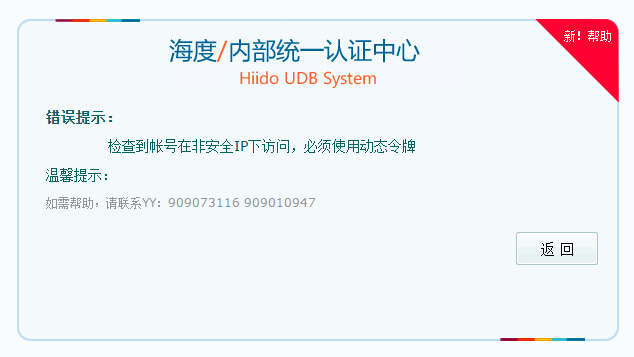 新！帮助
海度/内部统一认证中心
Hiido UDB System
错误提示：
检查到帐号在非安全IP下访问，必须使用动态令牌
温馨提示：
如需帮助，请联系YY：909073116 909010947
返 回